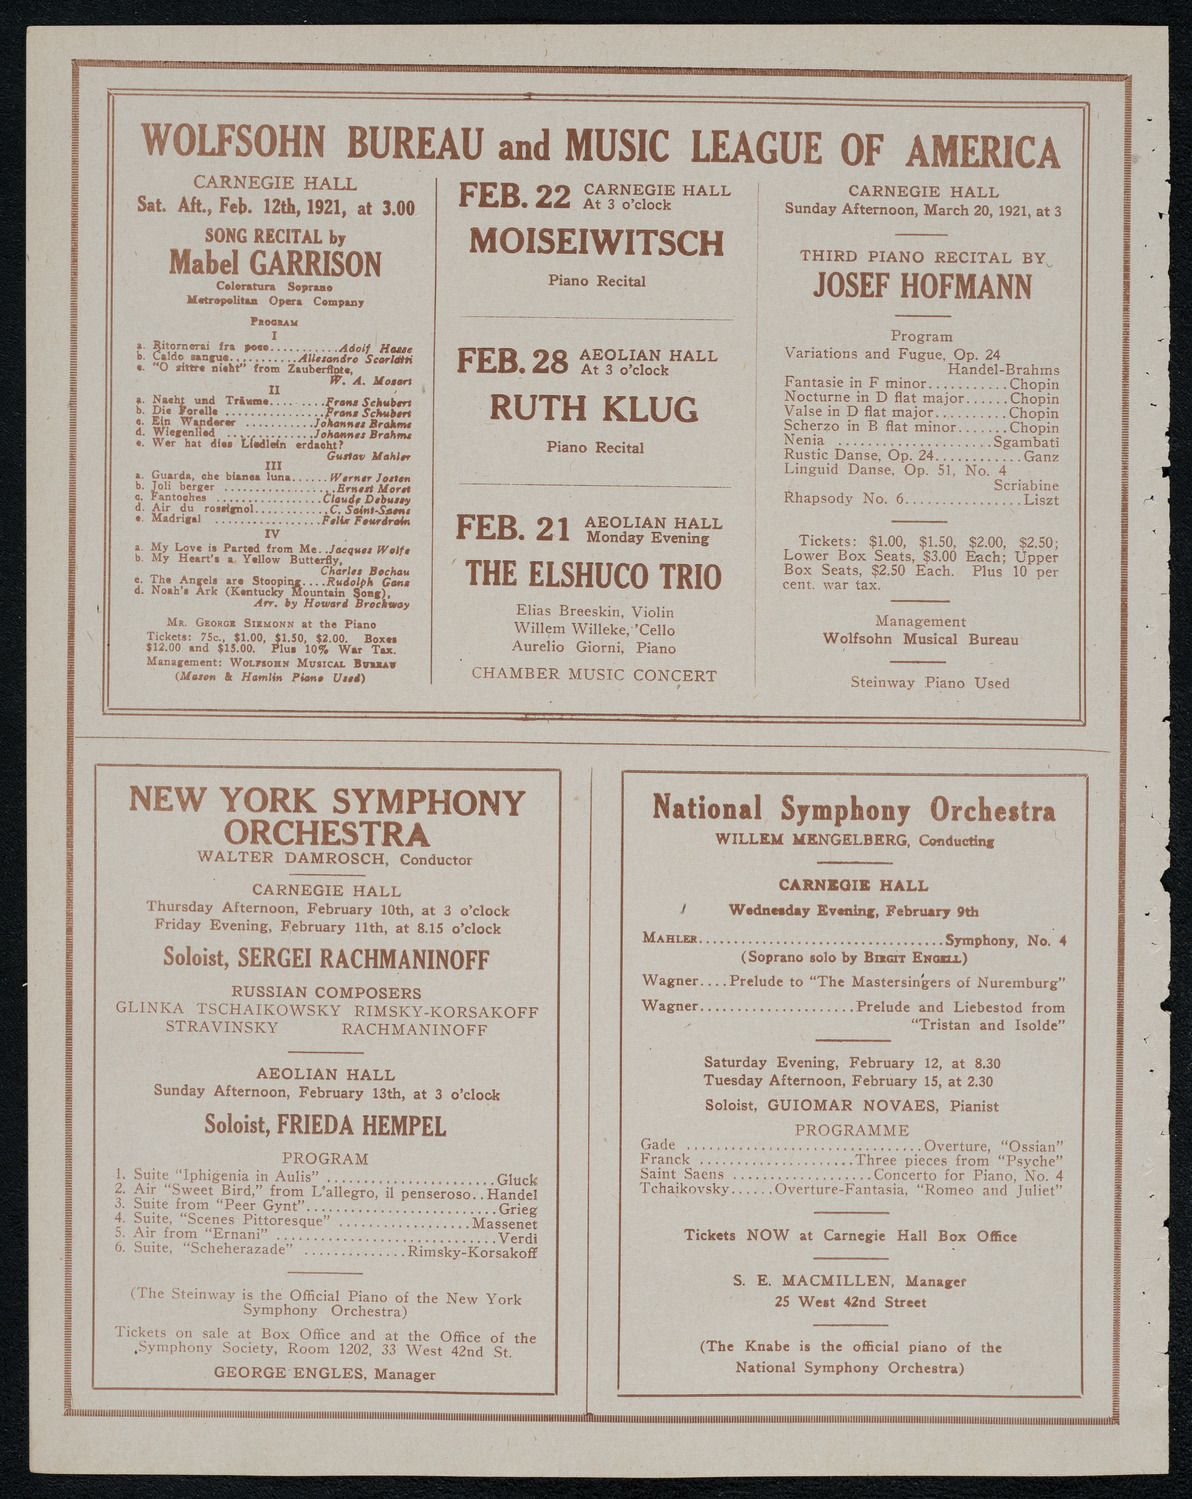 WOLFSOHN BUREAU and MUSIC LEAGUE OF AMERICA
CARNEGIE HALL
Sat. Aft., Feb. 12th, 1921, at 3.00
SONG RECITAL by
Mabel GARRISON
Coloratura Soprano
Metropolitan Opera Company
PROGRAM
I
a. Ritornerai fra poco...........Adolf Hasse
b. Caldo sangue...........Allesandro Scarlatti
c. "O zittre nicht" from Zauberflote,
W. A. Mozart
II
a. Nacht und Träume.........Franz Schubert
b. Die Forelle ...............Franz Schubert
c. Ein Wanderer ...........Johannes Brahms
d. Wiegenlied .............Johannes Brahms
e. Wer hat dies Liedlein erdacht?
Gustav Mahler
III
a. Guarda, che bianca luna......Werner Josten
b. Joli berger ..................Ernest Moret
c. Fantoches .................Claude Debussy
d. Air du rossignol............C. Saint-Saens
e. Madrigal .................Felix Fourdrain
IV
a. My Love is Parted from Me..Jacques Wolfe
b. My Heart's a Yellow Butterfly,
Charles Bochau
c. The Angels are Stooping....Rudolph Ganz
d. Noah's Ark (Kentucky Mountain Song),
Arr. by Howard Brockway
MR. GEORGE SIEMONN at the Piano
Tickets: 75c., $1.00, $1.50, $2.00. Boxes
$12.00 and $15.00. Plus 10% War Tax.
Management: WOLFSOHN MUSICAL BUREAU
(Mason & Hamlin Piano Used)
FEB. 22 CARNEGIE HALL
At 3 o'clock
MOISEIWITSCH
Piano Recital
FEB. 28 AEOLIAN HALL
At 3 o'clock
RUTH KLUG
Piano Recital
FEB. 21 AEOLIAN HALL
Monday Evening
THE ELSHUCO TRIO
Elias Breeskin, Violin
Willem Willeke, 'Cello
Aurelio Giorni, Piano
CHAMBER MUSIC CONCERT
CARNEGIE HALL
Sunday Afternoon, March 20, 1921, at 3
THIRD PIANO RECITAL BY
JOSEF HOFMANN
Program
Variations and Fugue, Op. 24
Handel-Brahms
Fantasie in F minor...........Chopin
Nocturne in D flat major......Chopin
Valse in D flat major..........Chopin
Scherzo in B flat minor.......Chopin
Nenia ....................Sgambati
Rustic Danse, Op. 24...........Ganz
Linguid Danse, Op. 51, No. 4
Scriabine
Rhapsody No. 6...............Liszt
Tickets: $1.00, $1.50, $2.00, $2.50;
Lower Box Seats, $3.00 Each; Upper
Box Seats, $2.50 Each. Plus 10 per
cent. war tax.
Management
Wolfsohn Musical Bureau
Steinway Piano Used
NEW YORK SYMPHONY
ORCHESTRA
WALTER DAMROSCH, Conductor
CARNEGIE HALL
Thursday Afternoon, February 10th, at 3 o'clock
Friday Evening, February 11th, at 8.15 o'clock
Soloist, SERGEI RACHMANINOFF
RUSSIAN COMPOSERS
GLINKA TSCHAIKOWSKY RIMSKY-KORSAKOFF
STRAVINSKY RACHMANINOFF
AEOLIAN HALL
Sunday Afternoon, February 13th, at 3 o'clock
Soloist, FRIEDA HEMPEL
PROGRAM
1. Suite "Iphigenia in Aulis" .......................Gluck
2. Air "Sweet Bird," from L'allegro, il penseroso..Handel
3. Suite from "Peer Gynt"..........................Grieg
4. Suite, "Scenes Pittoresque" ..................Massenet
5. Air from "Ernani" ..............................Verdi
6. Suite, "Scheherazade" .............Rimsky-Korsakoff
(The Steinway is the Official Piano of the New York
Symphony Orchestra)
Tickets on sale at Box Office and at the Office of the
Symphony Society, Room 1202, 33 West 42nd St.
GEORGE ENGLES, Manager
National Symphony Orchestra
WILLEM MENGELBERG, Conducting
CARNEGIE HALL
Wednesday Evening, February 9th
MAHLER...................................Symphony, No. 4
(Soprano solo by BIRGIT ENGELL)
Wagner....Prelude to "The Mastersingers of Nuremburg"
Wagner......................Prelude and Liebestod from
"Tristan and Isolde"
Saturday Evening, February 12, at 8.30
Tuesday Afternoon, February 15, at 2.30
Soloist, GUIOMAR NOVAES, Pianist
PROGRAMME
Gade ..................................Overture, "Ossian"
Franck ......................Three pieces from "Psyche"
Saint Saens .................Concerto for Piano, No. 4
Tchaikovsky......Overture-Fantasia, "Romeo and Juliet"
Tickets NOW at Carnegie Hall Box Office
S. E. MACMILLEN, Manager
25 West 42nd Street
(The Knabe is the official piano of the
National Symphony Orchestra)